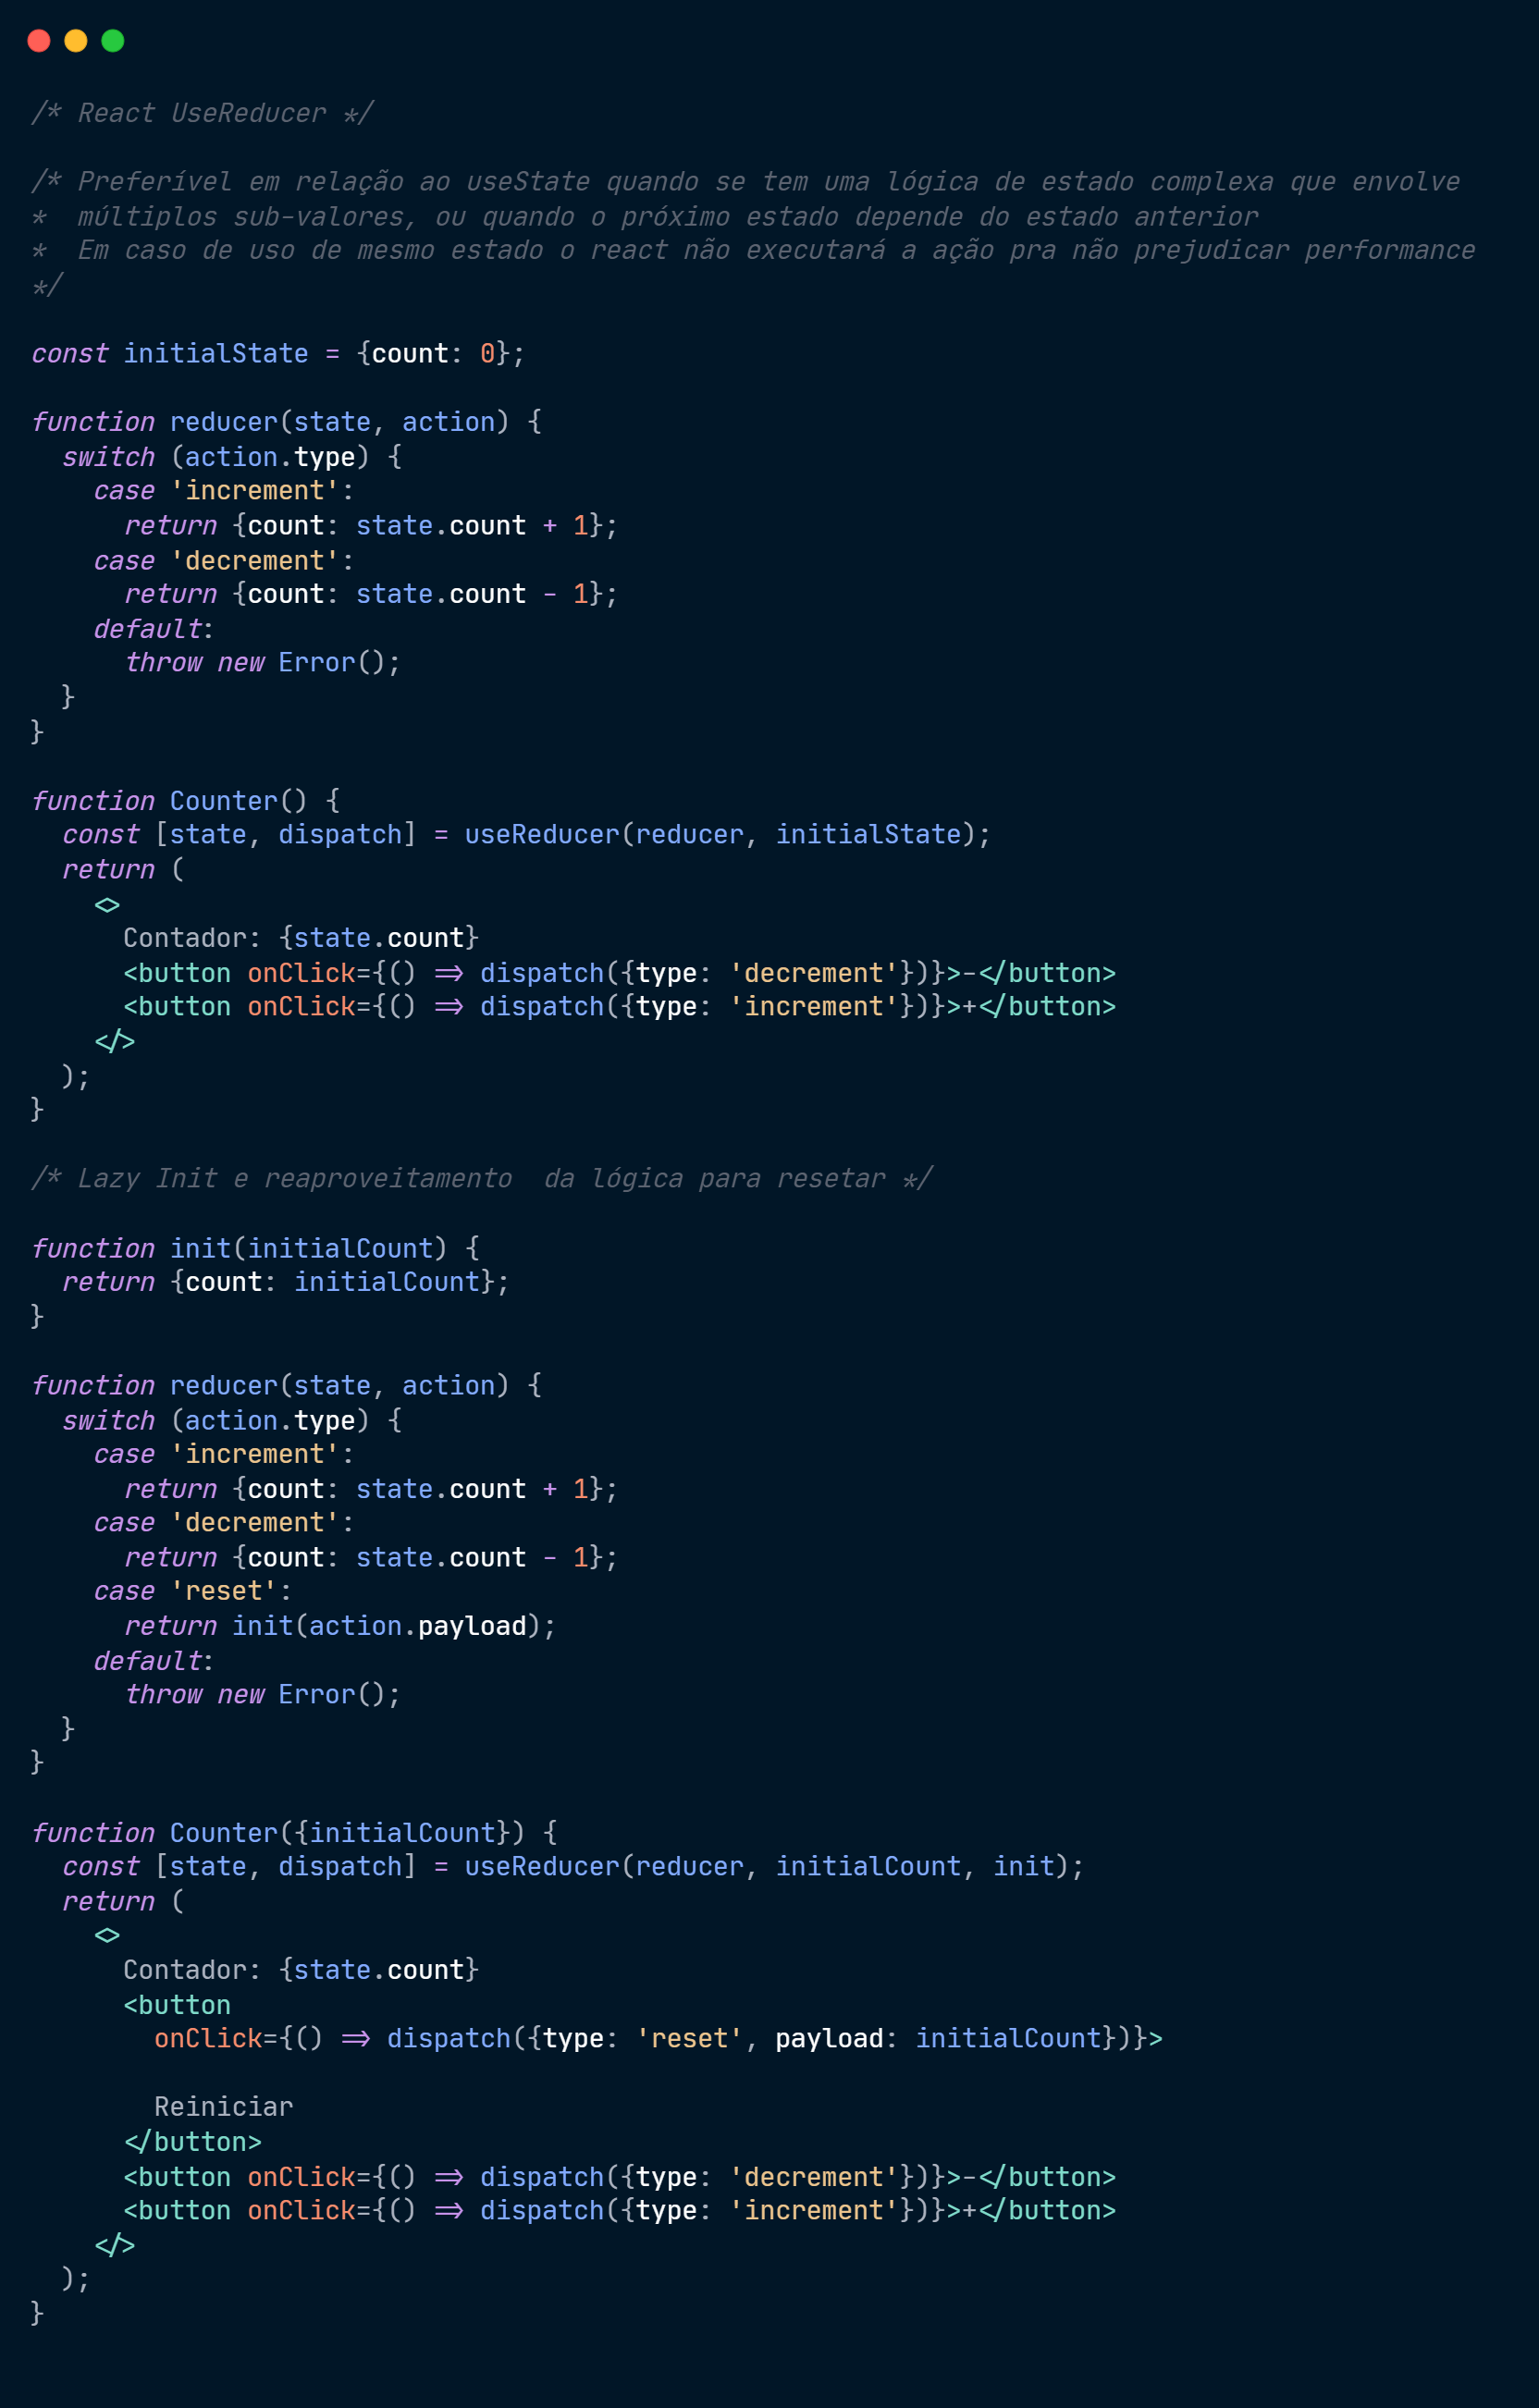 /* React UseReducer */

/* Preferível em relação ao useState quando se tem uma lógica de estado complexa que envolve
*  múltiplos sub-valores, ou quando o próximo estado depende do estado anterior
*  Em caso de uso de mesmo estado o react não executará a ação pra não prejudicar performance
*/

const initialState = {count: 0};

function reducer(state, action) {
  switch (action.type) {
    case 'increment':
      return {count: state.count + 1};
    case 'decrement':
      return {count: state.count - 1};
    default:
      throw new Error();
  }
}

function Counter() {
  const [state, dispatch] = useReducer(reducer, initialState);
  return (
    <>
      Contador: {state.count}
      <button onClick={() => dispatch({type: 'decrement'})}>-</button>
      <button onClick={() => dispatch({type: 'increment'})}>+</button>
    </>
  );
}

/* Lazy Init e reaproveitamento  da lógica para resetar */

function init(initialCount) {
  return {count: initialCount};
}

function reducer(state, action) {
  switch (action.type) {
    case 'increment':
      return {count: state.count + 1};
    case 'decrement':
      return {count: state.count - 1};
    case 'reset':
      return init(action.payload);
    default:
      throw new Error();
  }
}

function Counter({initialCount}) {
  const [state, dispatch] = useReducer(reducer, initialCount, init);
  return (
    <>
      Contador: {state.count}
      <button
        onClick={() => dispatch({type: 'reset', payload: initialCount})}>

        Reiniciar
      </button>
      <button onClick={() => dispatch({type: 'decrement'})}>-</button>
      <button onClick={() => dispatch({type: 'increment'})}>+</button>
    </>
  );
}